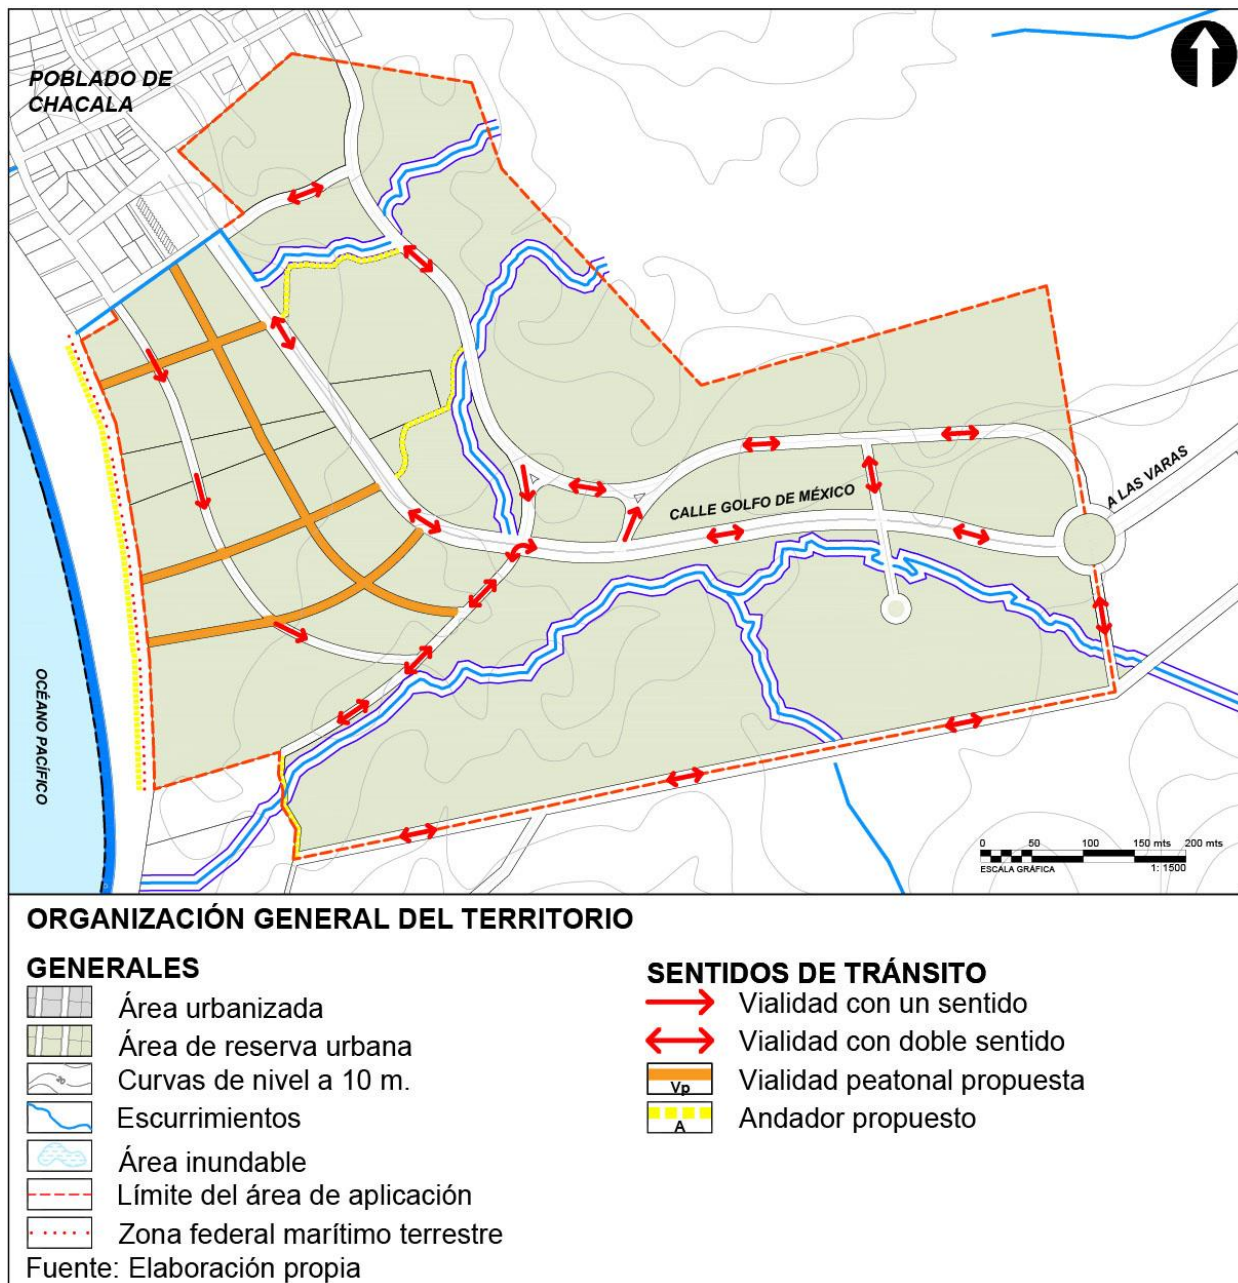 POBLADO DE
CHACALA
A LAS VARAS
CALLE GOLFO DE MÉXICO
OCÉANO PACÍFICO
0 50 100 150 mts 200 mts
ESCALA GRÁFICA 1: 1500
ORGANIZACIÓN GENERAL DEL TERRITORIO
GENERALES
Área urbanizada
Área de reserva urbana
Curvas de nivel a 10 m.
Escurrimientos
Área inundable
Límite del área de aplicación
Zona federal marítimo terrestre
Fuente: Elaboración propia
SENTIDOS DE TRÁNSITO
Vialidad con un sentido
Vialidad con doble sentido
Vp Vialidad peatonal propuesta
A Andador propuesto